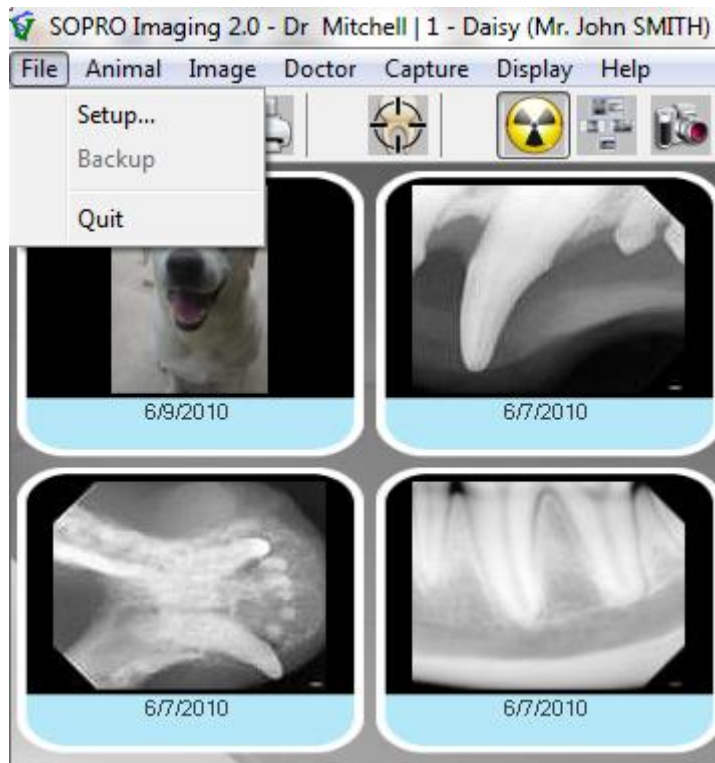 SOPRO Imaging 2.0 - Dr Mitchell | 1 - Daisy (Mr. John SMITH)
File Animal Image Doctor Capture Display Help
Setup...
Backup
Quit
6/9/2010 6/7/2010
6/7/2010 6/7/2010